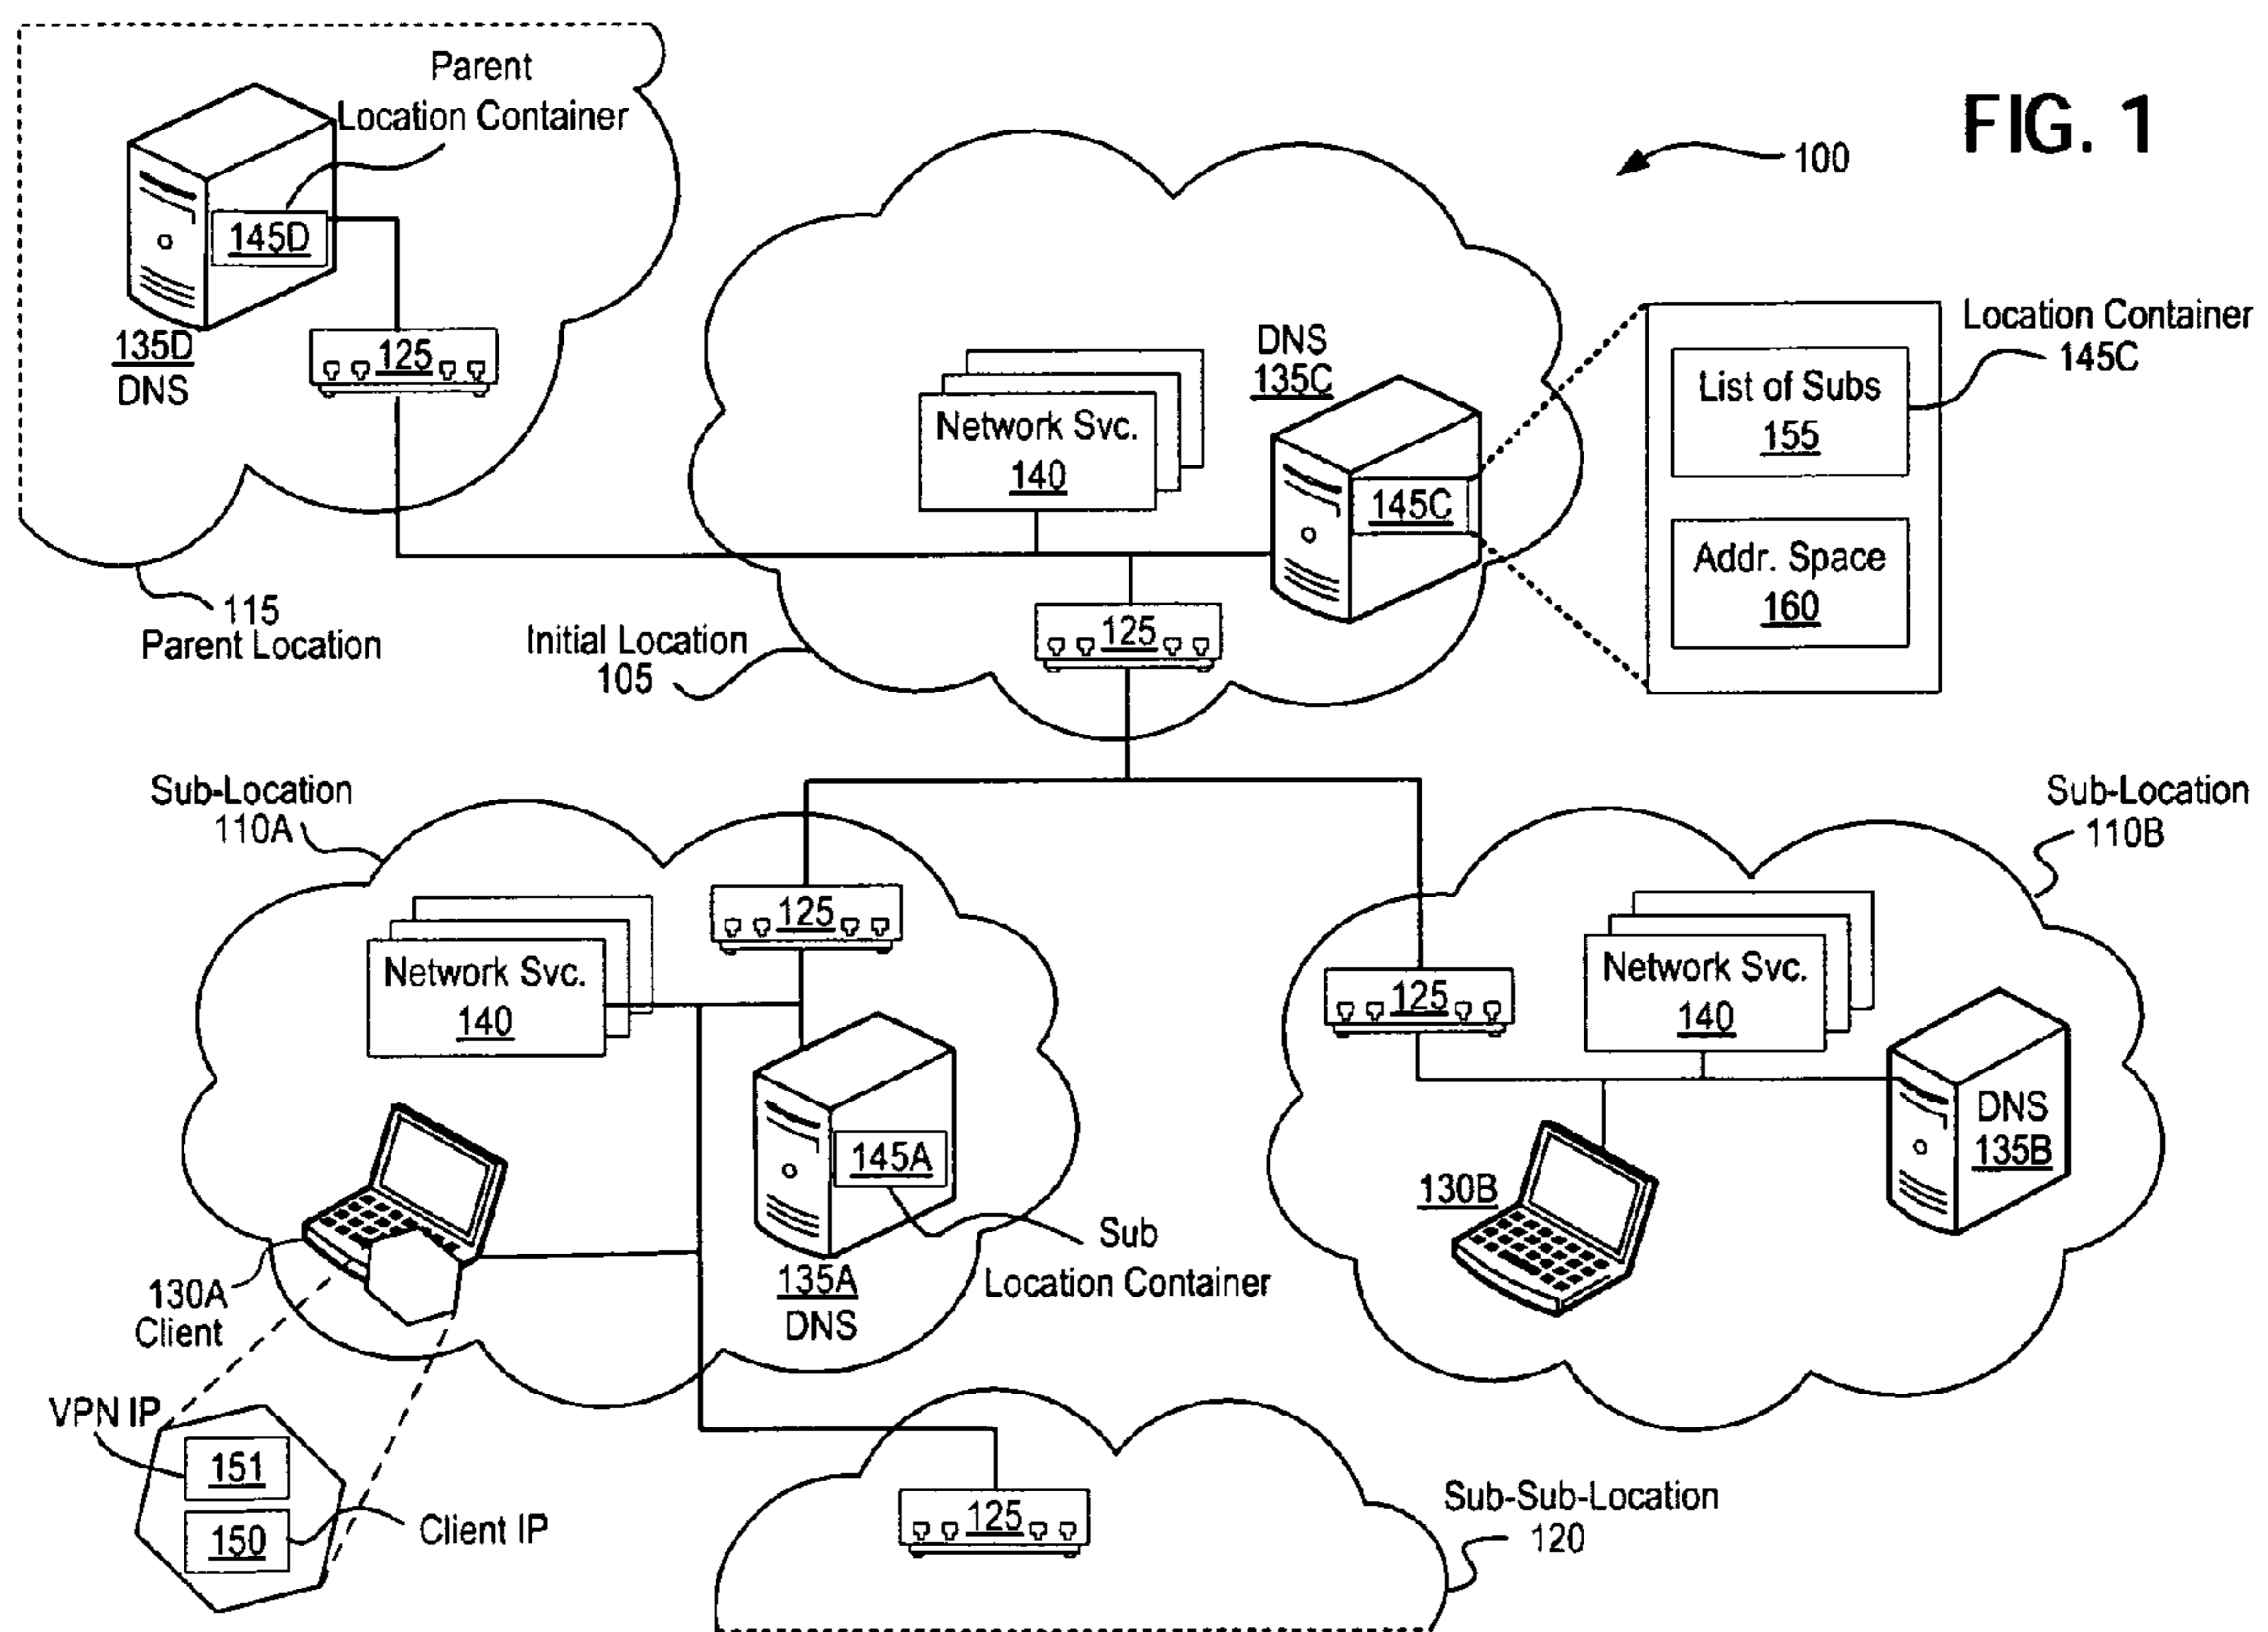 FIG. 1
100
Parent
Location Container
145D
135D
DNS
125
115
Parent Location
Network Svc.
140
DNS
135C
145C
125
Initial Location
105
List of Subs
155
Addr. Space
160
Location Container
145C
Sub-Location
110A
Network Svc.
140
125
145A
Sub
Location Container
135A
DNS
130A
Client
VPN IP
151
150
Client IP
Sub-Location
110B
125
Network Svc.
140
DNS
135B
130B
125
Sub-Sub-Location
120